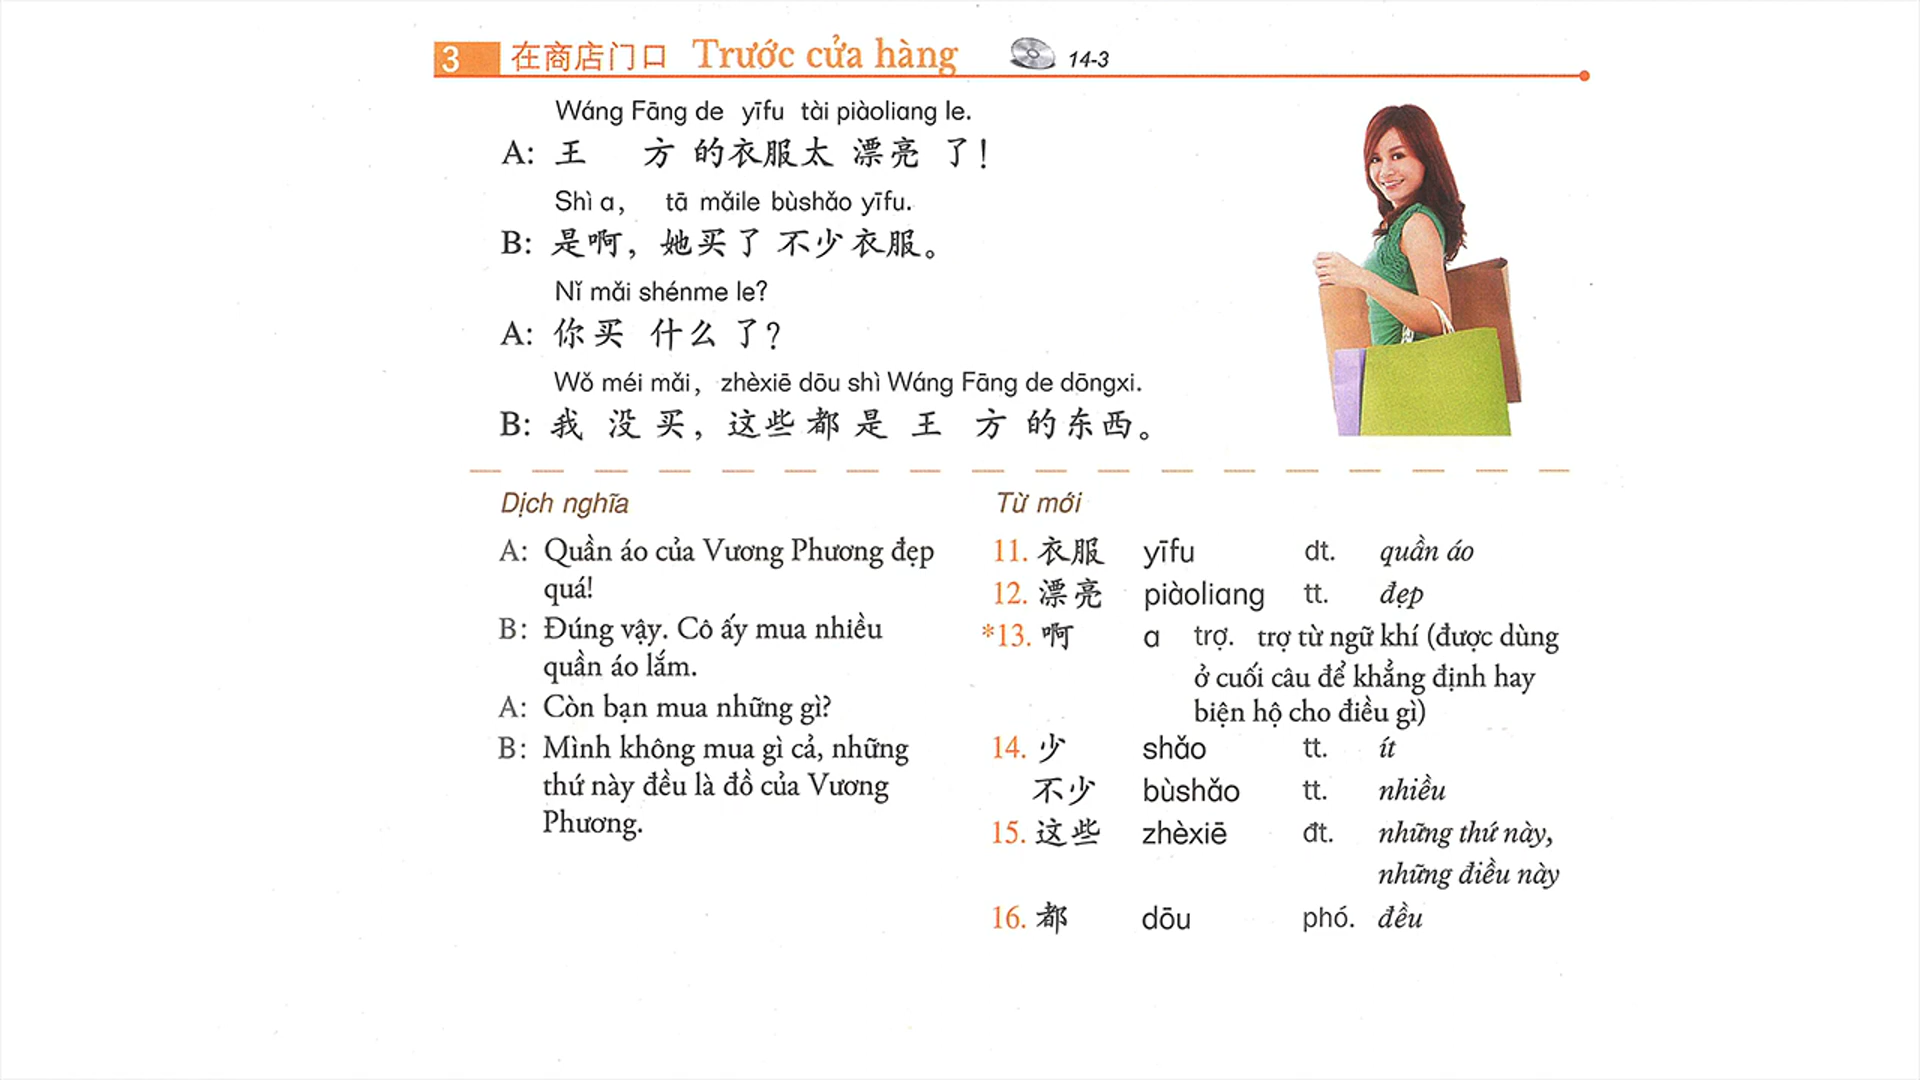 3 在商店门口 Trước cửa hàng 14-3
Wáng Fāng de yīfu tài piàoliang le.
A: 王 方 的衣服太 漂亮 了!
Shì a, tā mǎile bùshǎo yīfu.
B: 是啊, 她买了 不少衣服。
Nǐ mǎi shénme le?
A: 你买 什么 了?
Wǒ méi mǎi, zhèxiē dōu shì Wáng Fāng de dōngxi.
B: 我 没 买, 这些 都 是 王 方 的东西。
Dịch nghĩa
A: Quần áo của Vương Phương đẹp
quá!
B: Đúng vậy. Cô ấy mua nhiều
quần áo lắm.
A: Còn bạn mua những gì?
B: Mình không mua gì cả, những
thứ này đều là đồ của Vương
Phương.
Từ mới
11. 衣服 yīfu dt. quần áo
12. 漂亮 piàoliang tt. đẹp
*13. 啊 a trợ. trợ từ ngữ khí (được dùng
ở cuối câu để khẳng định hay
biện hộ cho điều gì)
14. 少 shǎo tt. ít
不少 bùshǎo tt. nhiều
15. 这些 zhèxiē đt. những thứ này,
những điều này
16. 都 dōu phó. đều